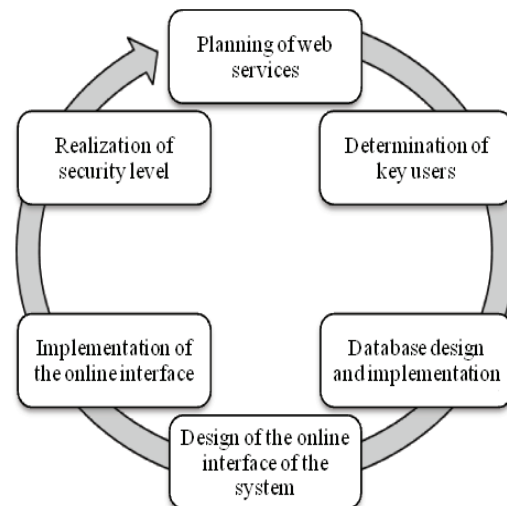 Planning of web
services
Determination of
key users
Database design
and implementation
Design of the online
interface of the
system
Implementation of
the online interface
Realization of
security level